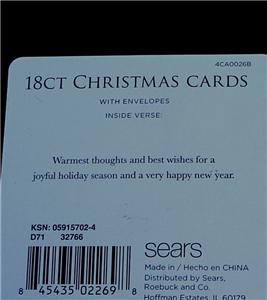 4CA0026B
18CT CHRISTMAS CARDS
WITH ENVELOPES
INSIDE VERSE:
Warmest thoughts and best wishes for a
joyful holiday season and a very happy new year.
KSN: 05915702-4
D71 32766
sears
Made in / Hecho en CHINA
Distributed by Sears,
Roebuck and Co.
Hoffman Estates, IL 60179
8 45435 02269 8